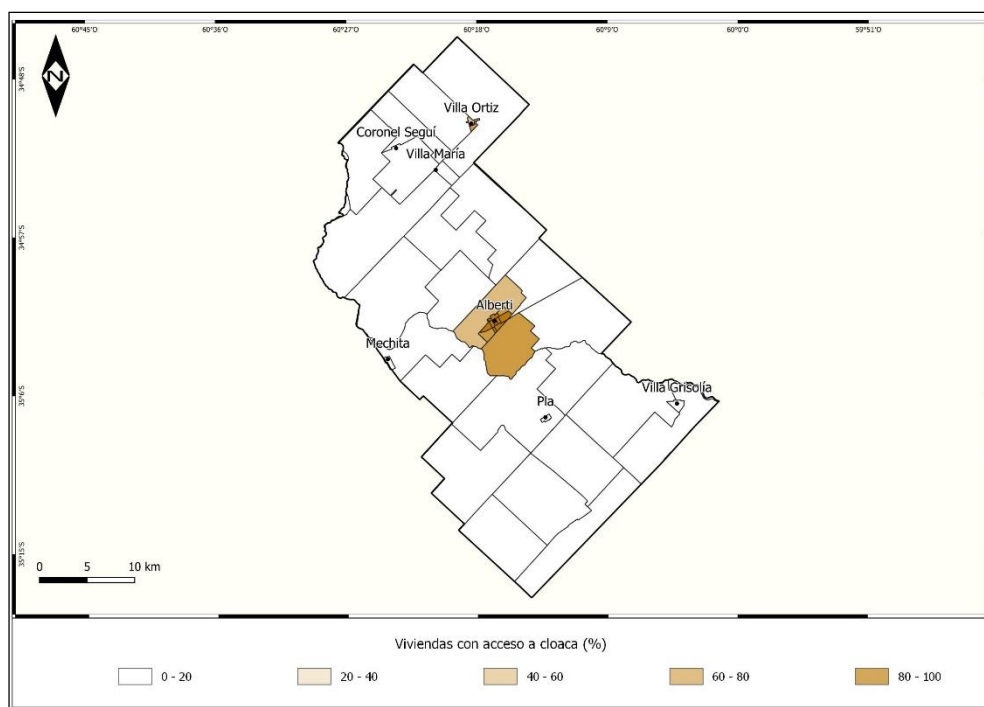 60°45'O 60°36'O 60°27'O 60°18'O 60°9'O 60°0'O 59°51'O
34°48'S
34°57'S
35°6'S
35°15'S
N
Villa Ortiz
Coronel Seguí
Villa María
Alberti
Mechita
Villa Grisolía
Pla
0 5 10 km
Viviendas con acceso a cloaca (%)
0 - 20 20 - 40 40 - 60 60 - 80 80 - 100